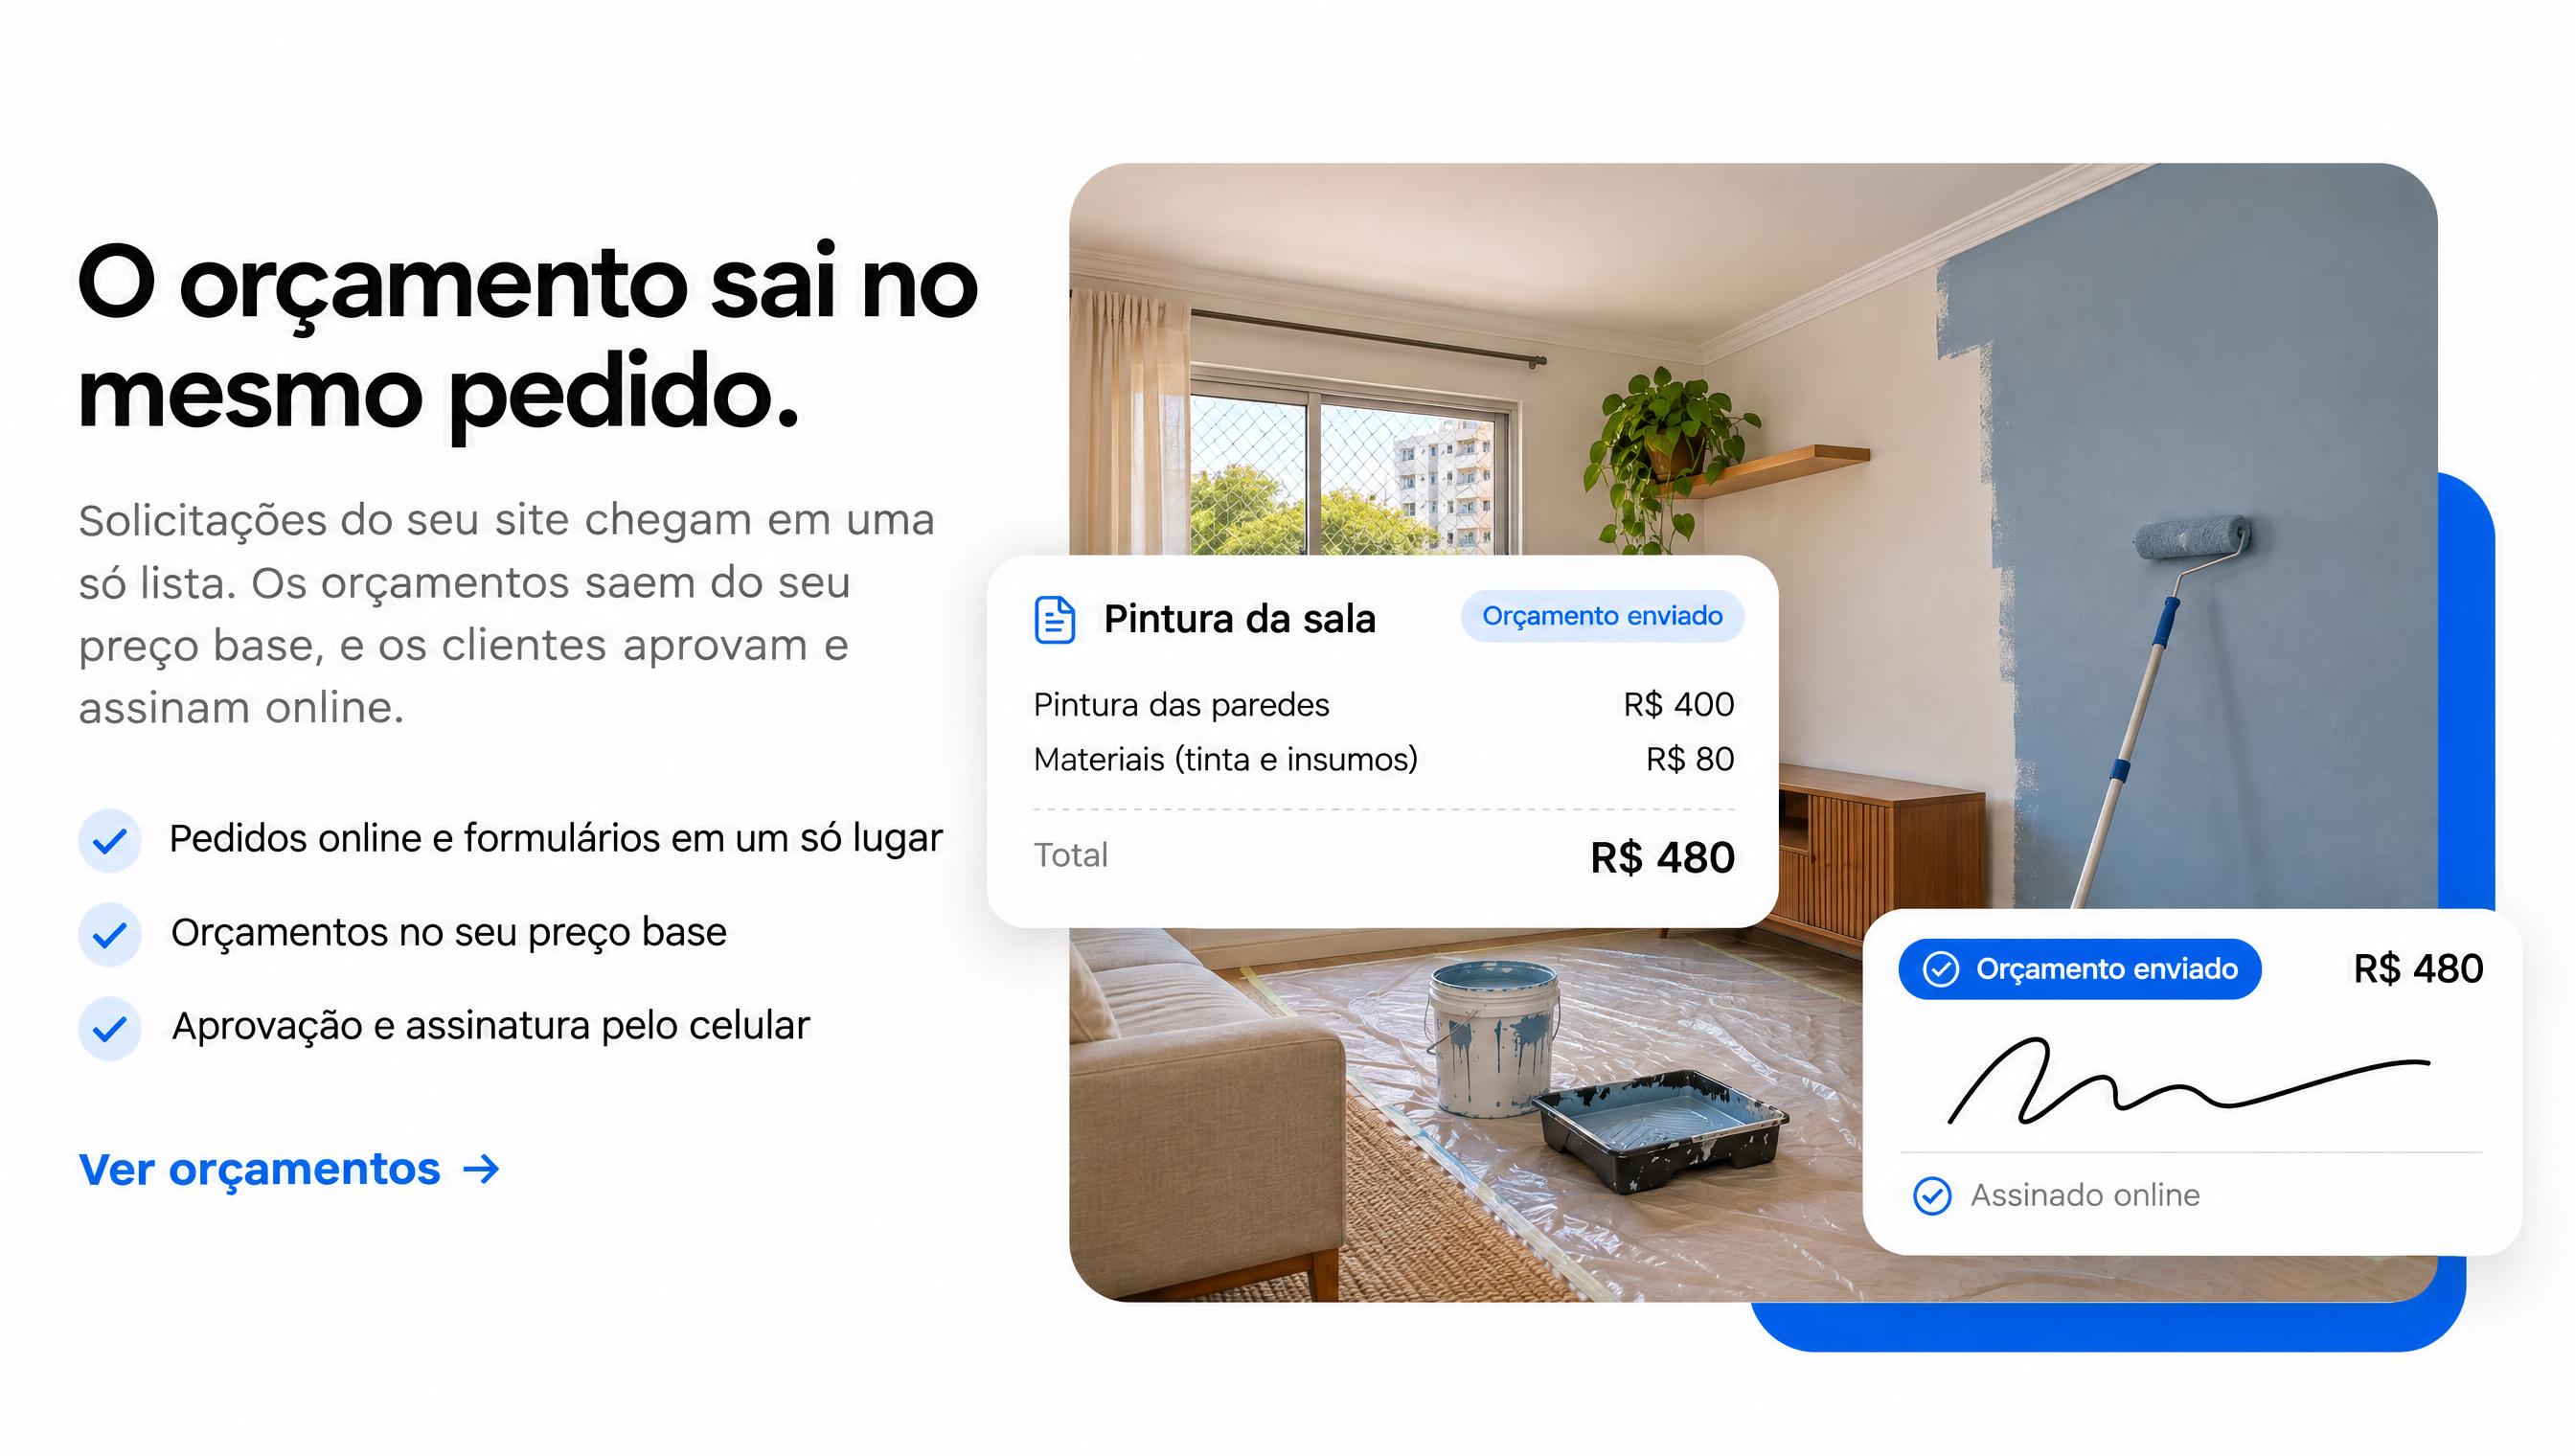 O orçamento sai no
mesmo pedido.
Solicitações do seu site chegam em uma
só lista. Os orçamentos saem do seu
preço base, e os clientes aprovam e
assinam online.
Pedidos online e formulários em um só lugar
Orçamentos no seu preço base
Aprovação e assinatura pelo celular
Ver orçamentos →
Pintura da sala
Orçamento enviado
Pintura das paredes R$ 400
Materiais (tinta e insumos) R$ 80
Total R$ 480
Orçamento enviado R$ 480
Assinado online